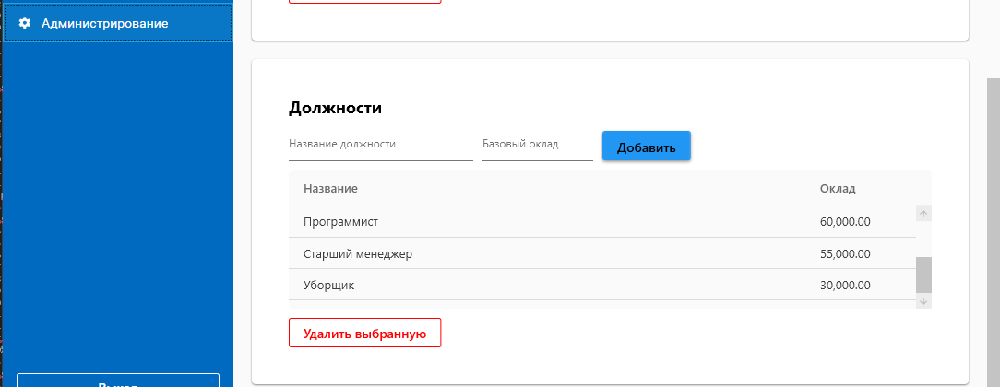 Администрирование
Должности
Название должности
Базовый оклад
Добавить
Название Оклад
Программист 60,000.00
Старший менеджер 55,000.00
Уборщик 30,000.00
Удалить выбранную